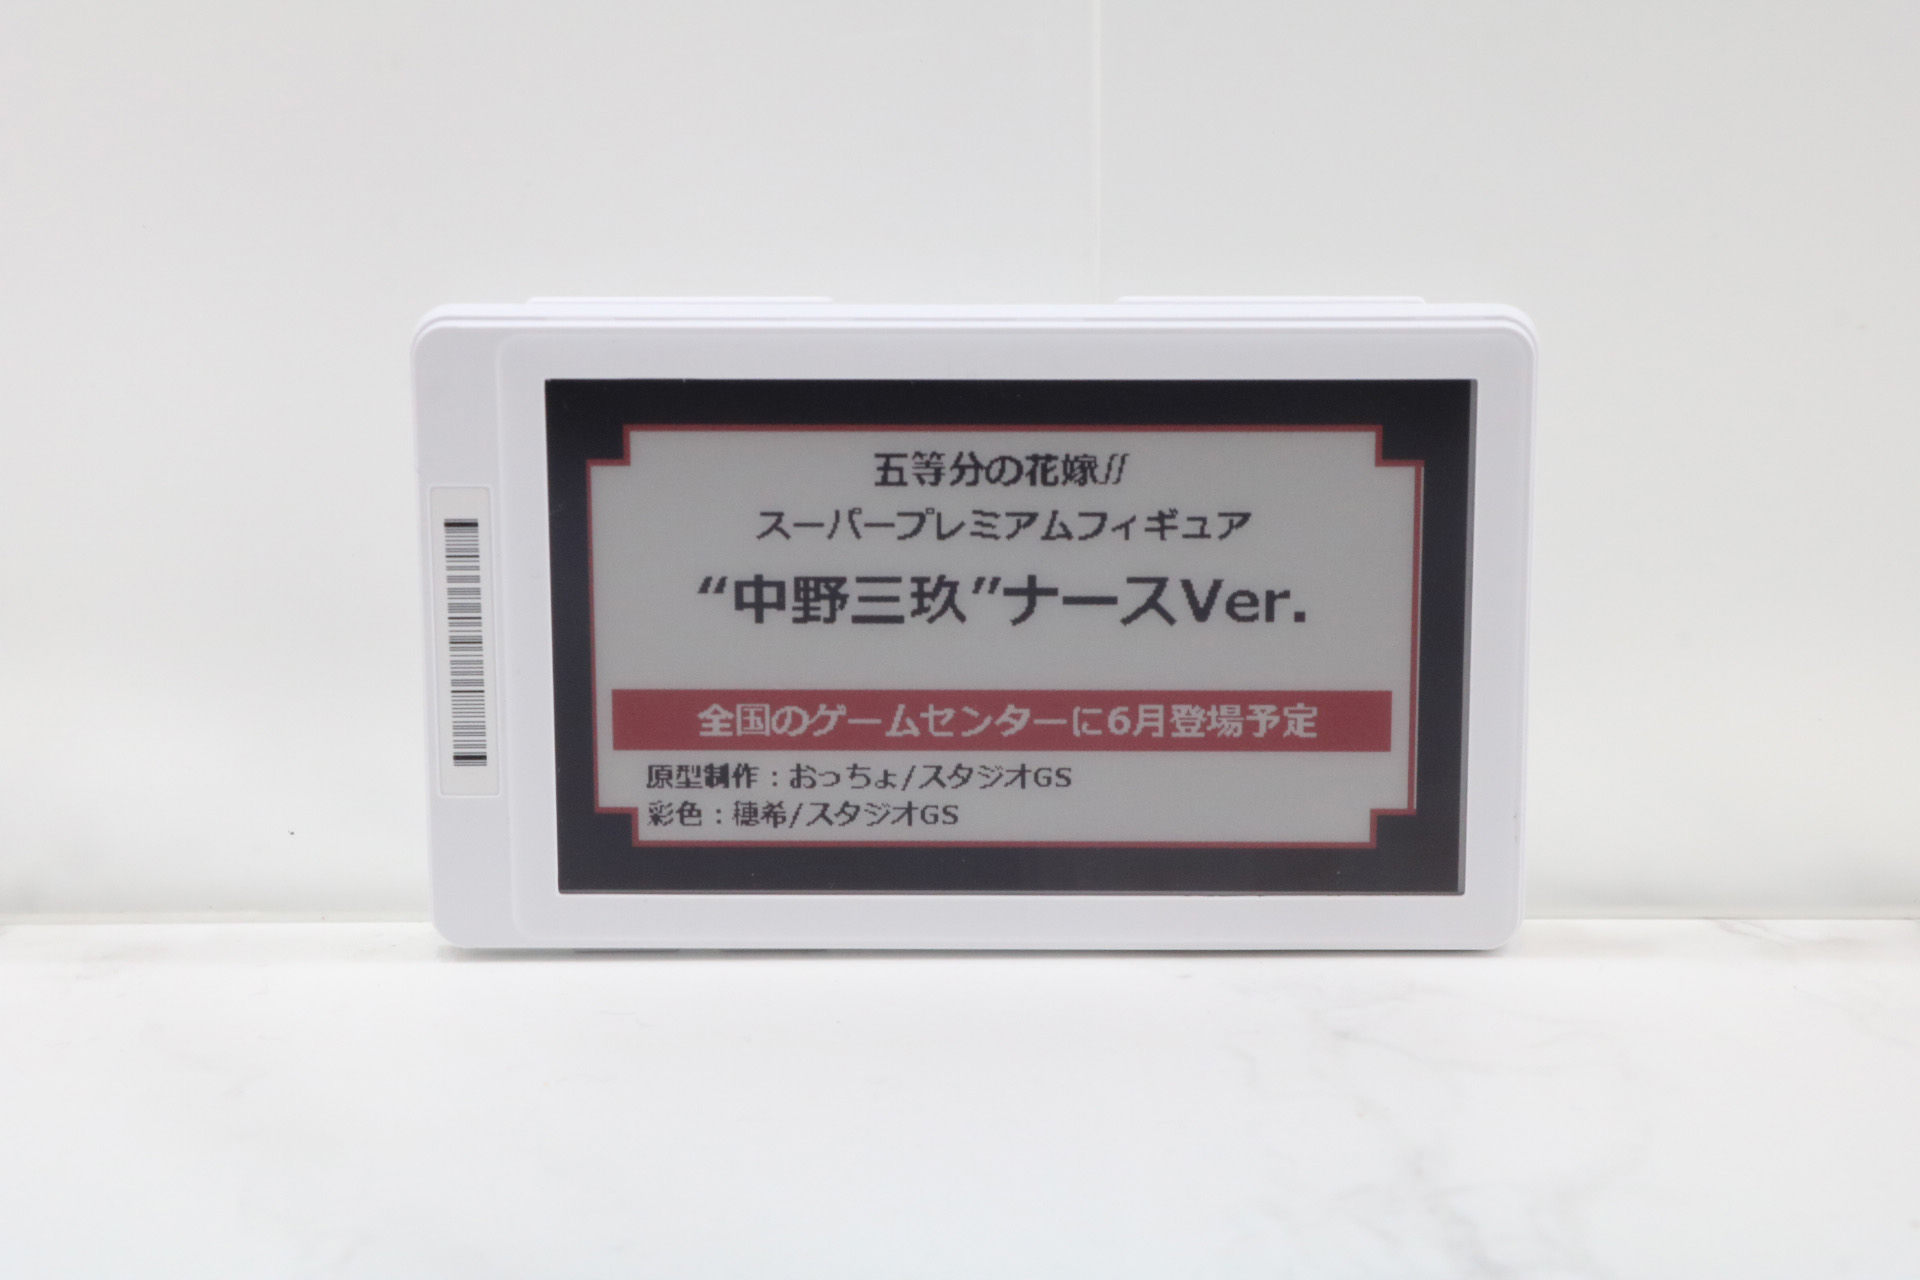 五等分の花嫁∬
スーパープレミアムフィギュア
“中野三玖”ナースVer.
全国のゲームセンターに6月登場予定
原型制作：おっちょ/スタジオGS
彩色：穂希/スタジオGS